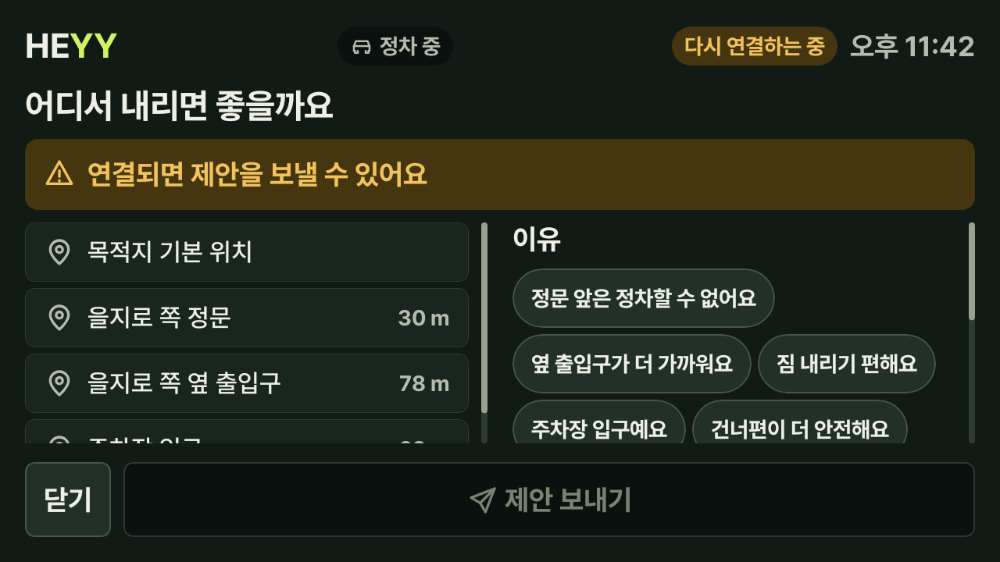 HEYY
정차 중
다시 연결하는 중
오후 11:42
어디서 내리면 좋을까요
연결되면 제안을 보낼 수 있어요
목적지 기본 위치
을지로 쪽 정문 30 m
을지로 쪽 옆 출입구 78 m
이유
정문 앞은 정차할 수 없어요
옆 출입구가 더 가까워요
짐 내리기 편해요
주차장 입구예요
건너편이 더 안전해요
닫기
제안 보내기